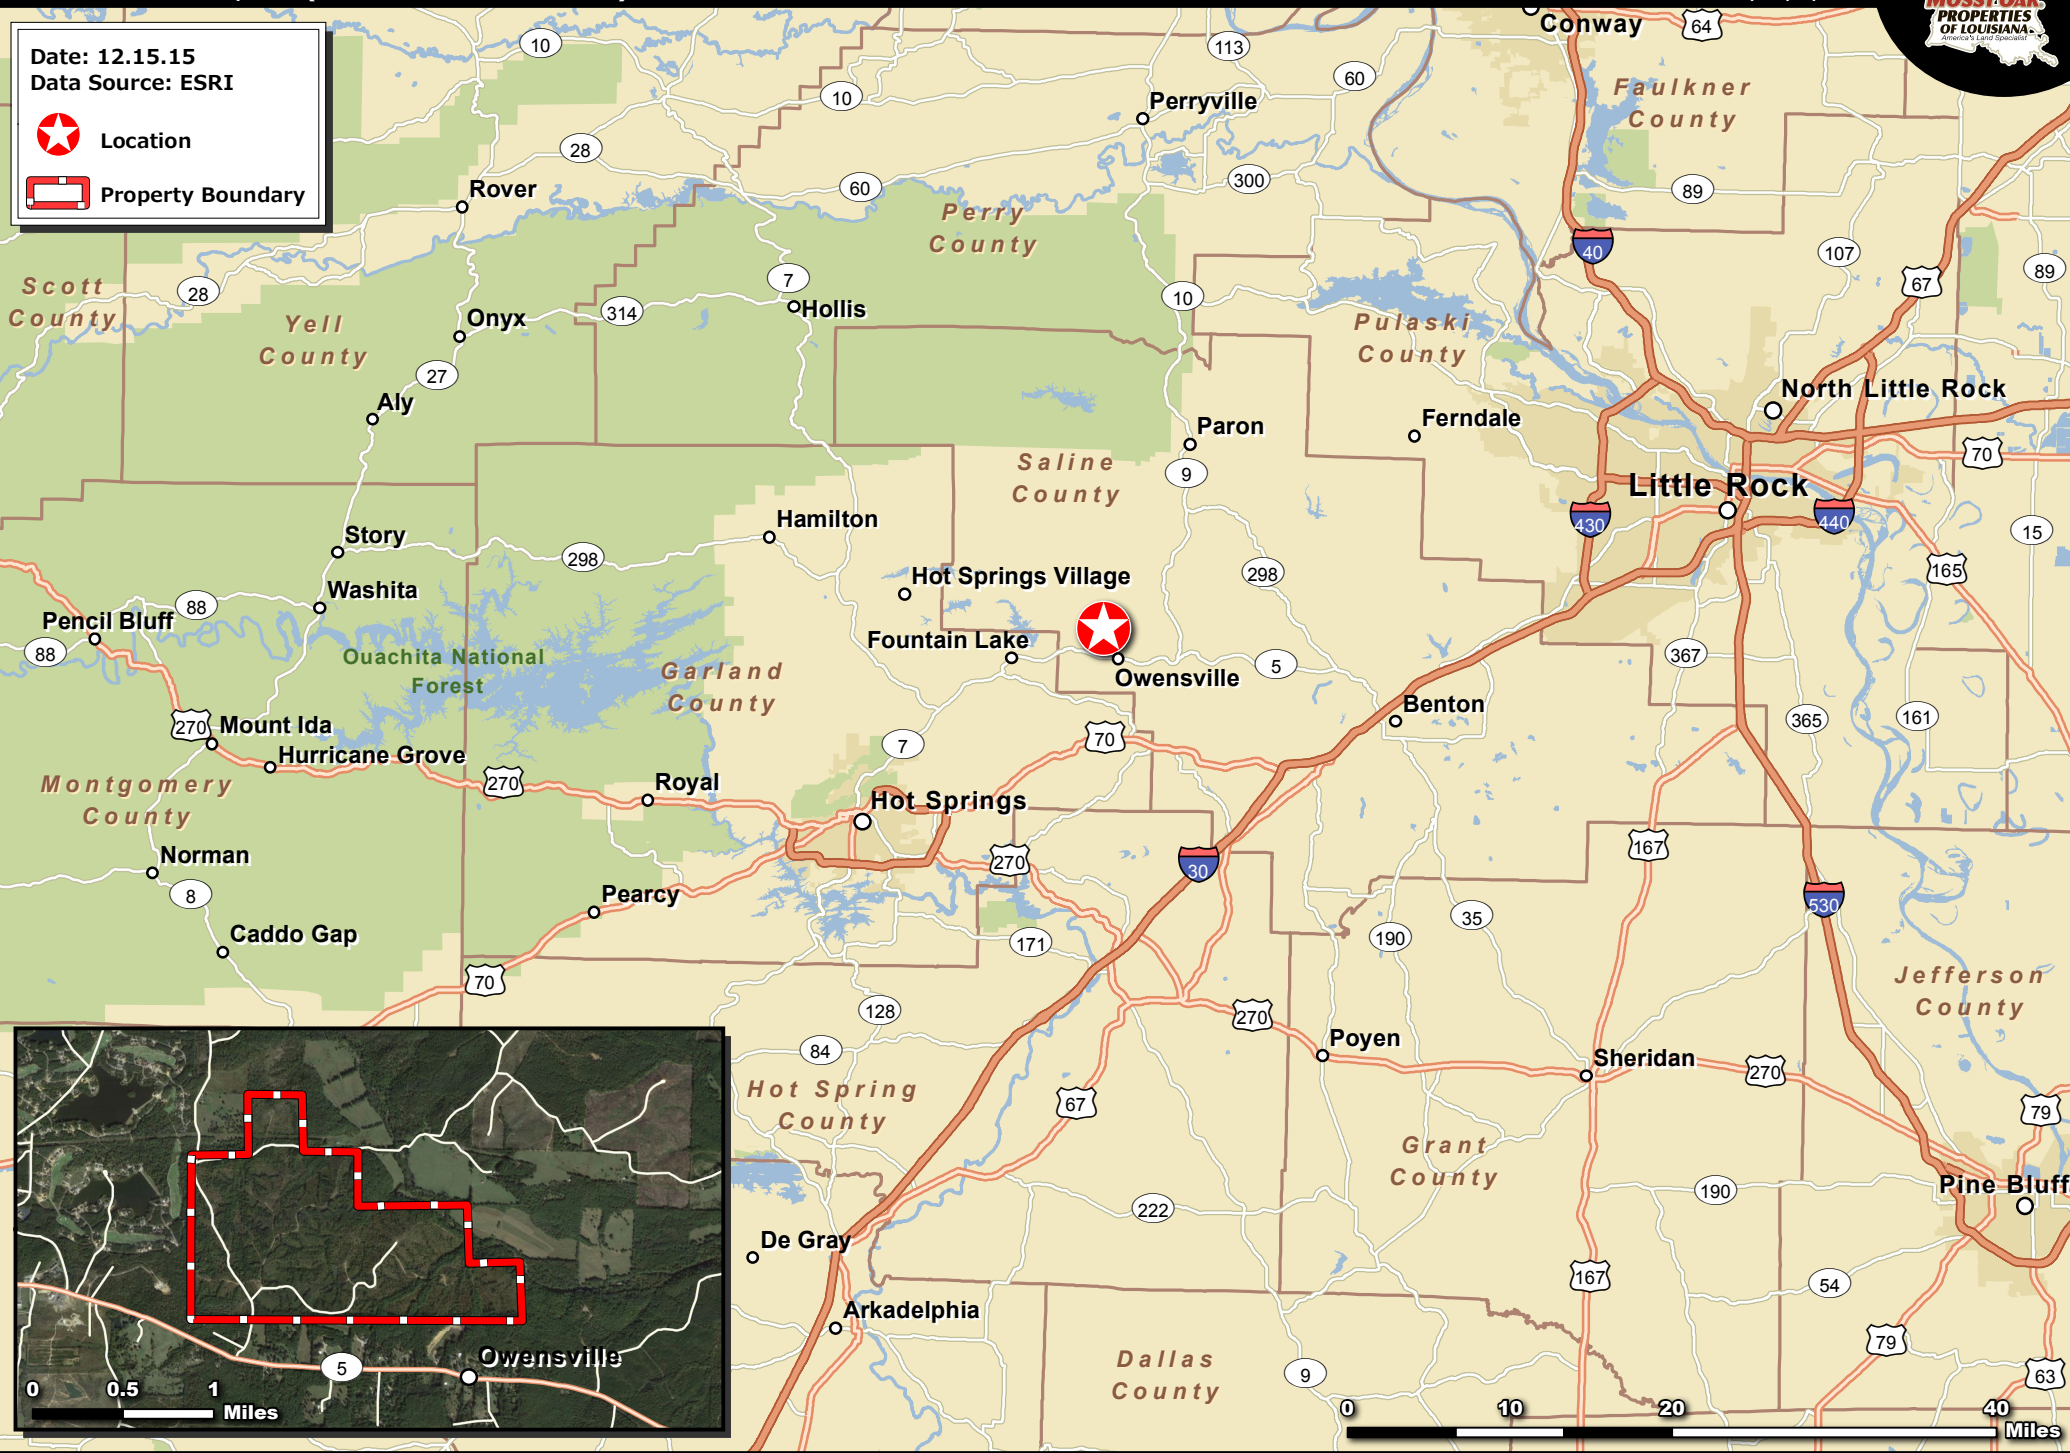 MOSSY OAK
PROPERTIES
OF LOUISIANA
America's Land Specialist
Date: 12.15.15
Data Source: ESRI
Location
Property Boundary
Conway
64
10
113
60
Faulkner
County
10
Perryville
28
Rover
60
300
89
Perry
County
40
107
67
89
Scott
County
28
7
10
Hollis
314
Onyx
Yell
County
Pulaski
County
27
Aly
North Little Rock
Ferndale
Paron
70
Saline
County
9
Little Rock
430
440
Hamilton
15
Story
298
Hot Springs Village
298
165
Washita
88
Pencil Bluff
88
Fountain Lake
Ouachita National
Forest
Garland
County
Owensville
5
367
Benton
270
Mount Ida
365
161
7
70
Hurricane Grove
270
Royal
Montgomery
County
Hot Springs
167
Norman
270
30
8
Pearcy
530
35
190
Caddo Gap
171
70
Jefferson
County
128
270
Poyen
84
Sheridan
270
Hot Spring
County
67
79
Grant
County
190
Pine Bluff
222
De Gray
167
54
Arkadelphia
79
Dallas
County
9
63
Owensville
5
0 0.5 1
Miles
0 10 20 40
Miles